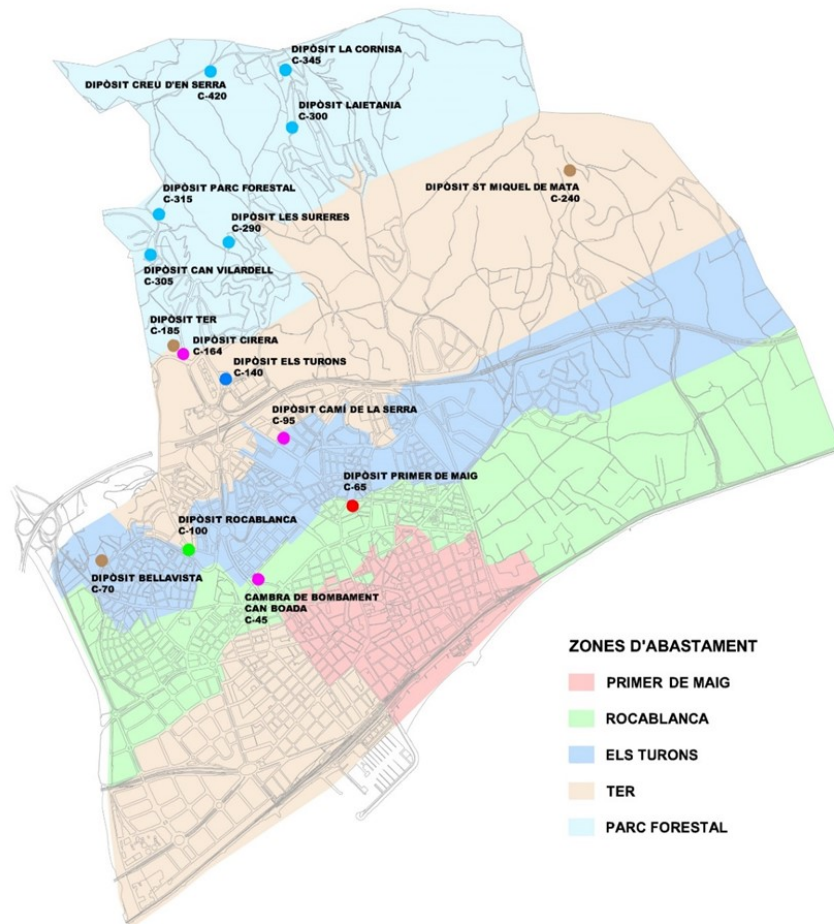 DIPÒSIT LA CORNISA
C-345
DIPÒSIT CREU D'EN SERRA
C-420
DIPÒSIT LAIETANIA
C-300
DIPÒSIT ST MIQUEL DE MATA
C-240
DIPÒSIT PARC FORESTAL
C-315
DIPÒSIT LES SURERES
C-290
DIPÒSIT CAN VILARDELL
C-305
DIPÒSIT TER
C-185
DIPÒSIT CIRERA
C-164
DIPÒSIT ELS TURONS
C-140
DIPÒSIT CAMÍ DE LA SERRA
C-95
DIPÒSIT PRIMER DE MAIG
C-65
DIPÒSIT ROCABLANCA
C-100
DIPÒSIT BELLAVISTA
C-70
CAMBRA DE BOMBAMENT
CAN BOADA
C-45
ZONES D'ABASTAMENT
PRIMER DE MAIG
ROCABLANCA
ELS TURONS
TER
PARC FORESTAL